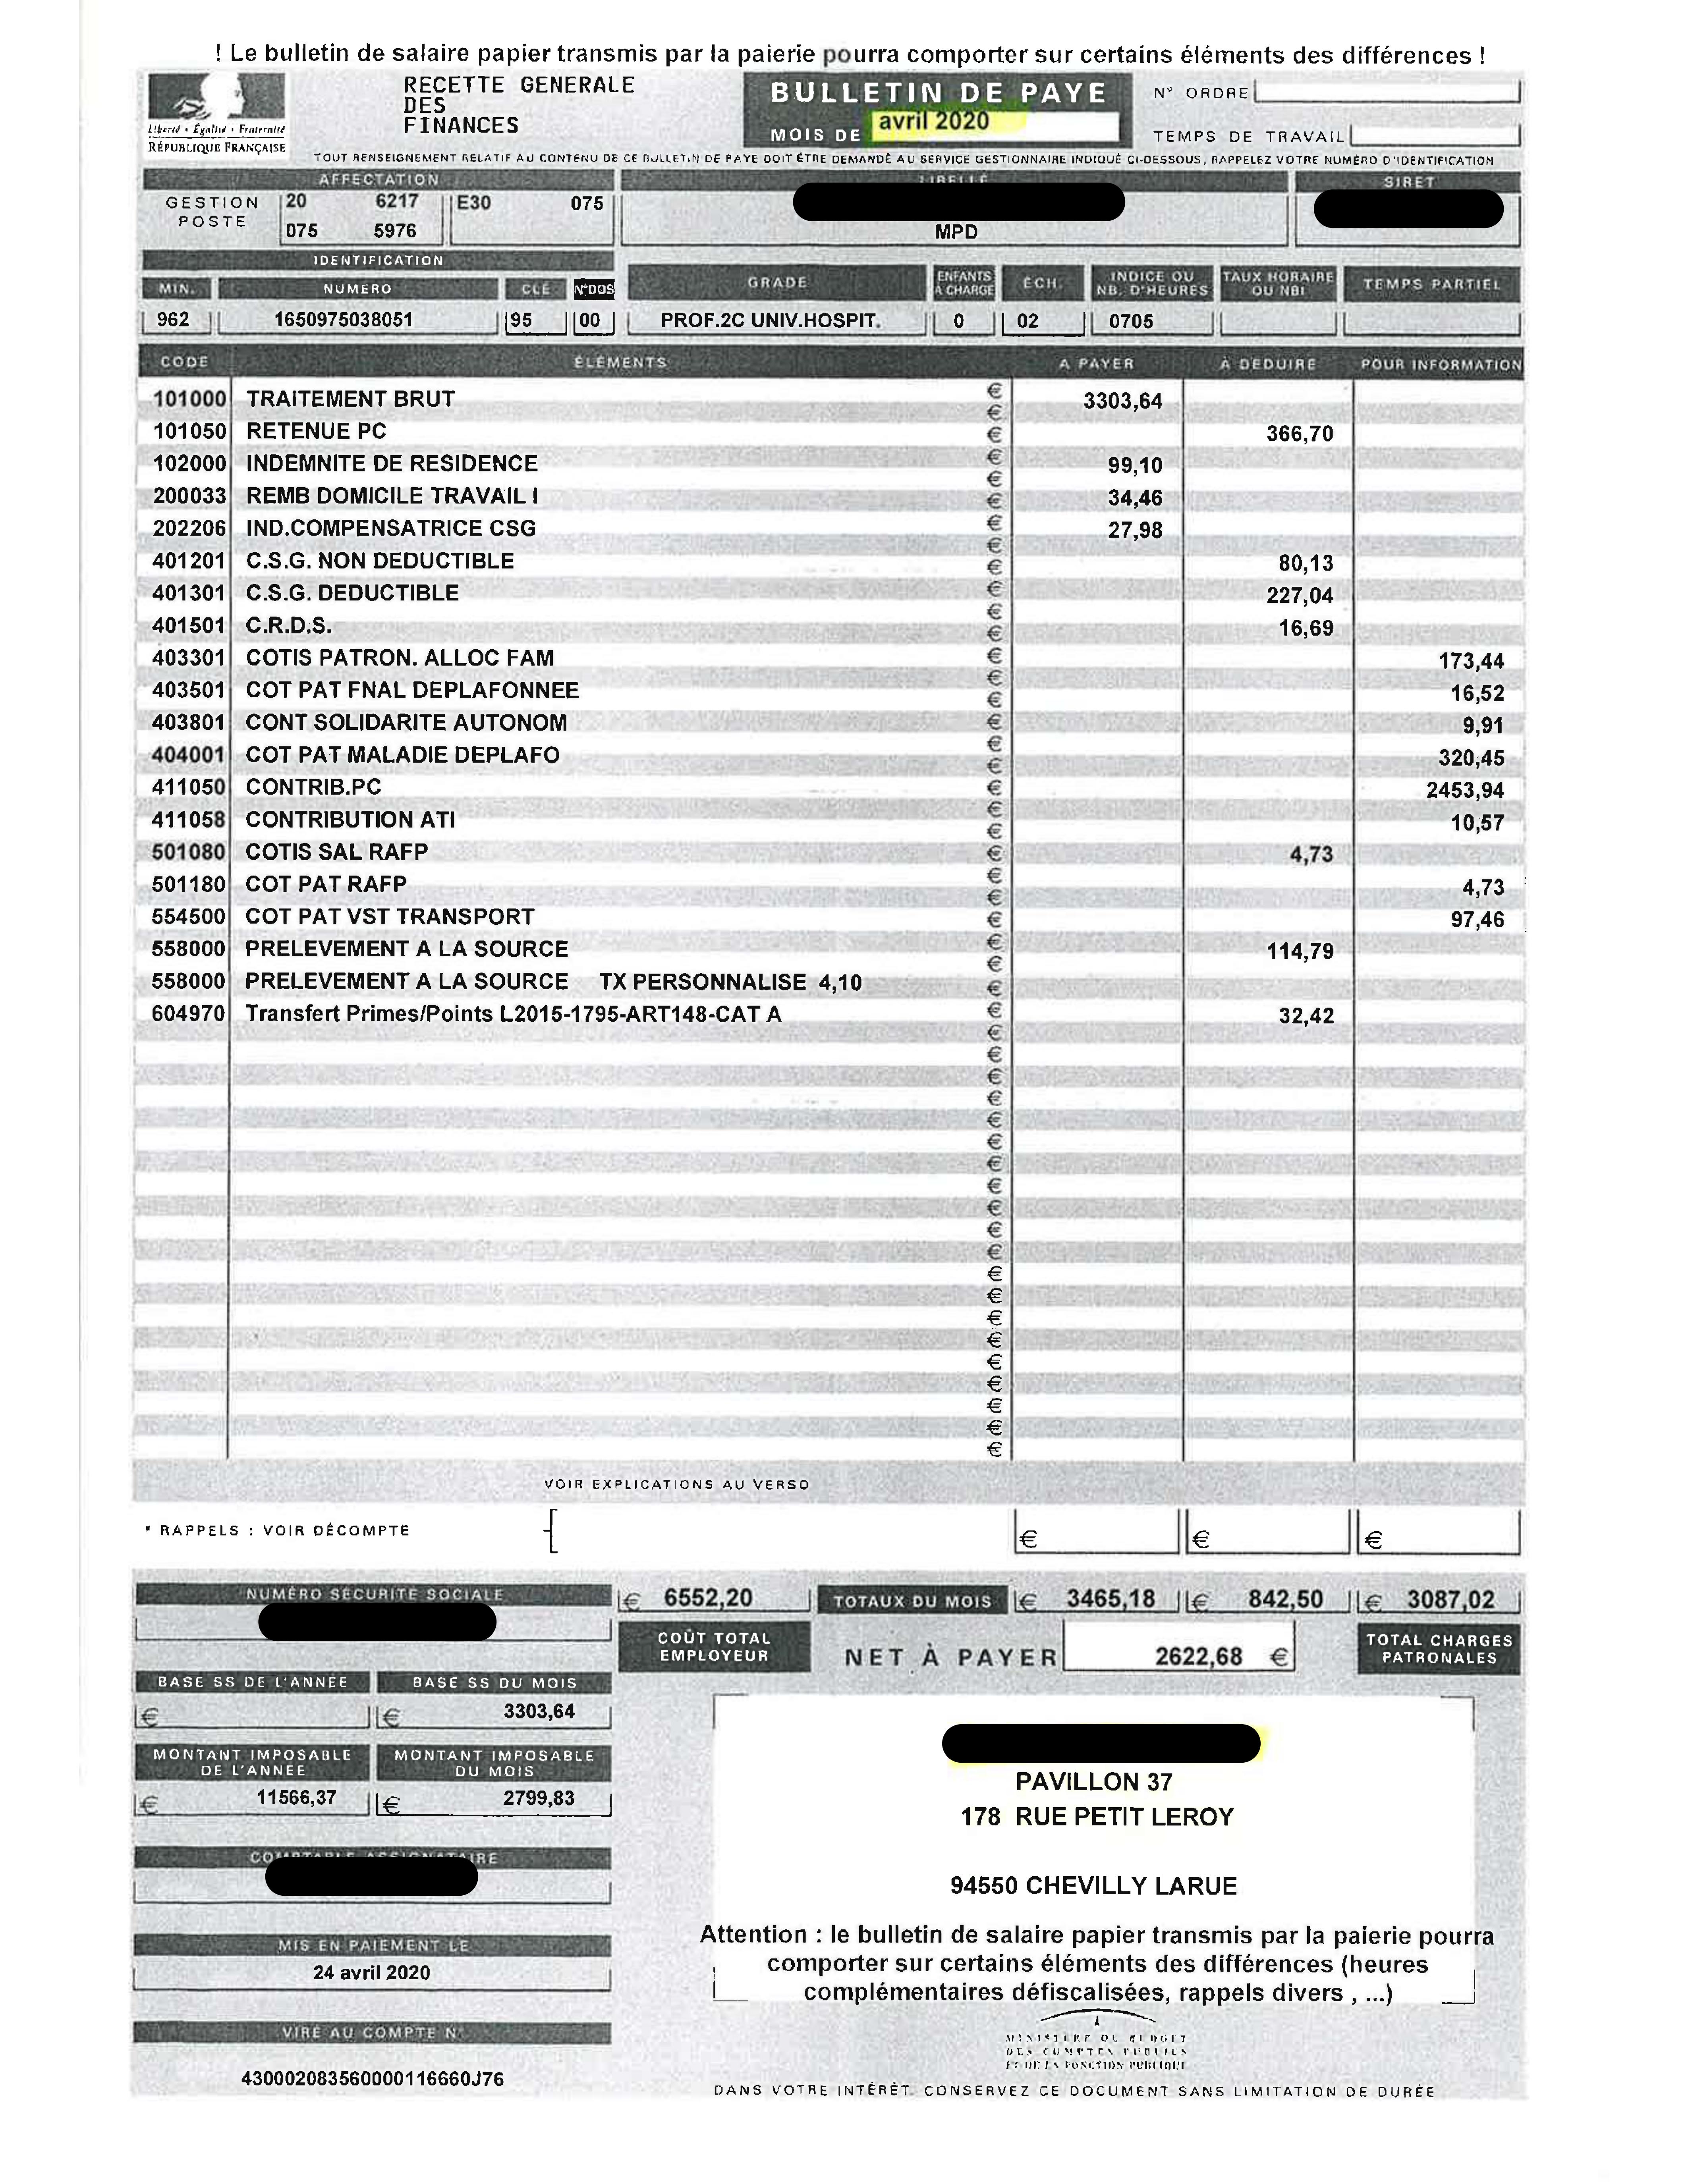 ! Le bulletin de salaire papier transmis par la paierie pourra comporter sur certains éléments des différences !
Liberté • Égalité • Fraternité
RÉPUBLIQUE FRANÇAISE
RECETTE GENERALE
DES
FINANCES
BULLETIN DE PAYE
MOIS DE avril 2020
N° ORDRE
TEMPS DE TRAVAIL
TOUT RENSEIGNEMENT RELATIF AU CONTENU DE CE BULLETIN DE PAYE DOIT ÊTRE DEMANDÉ AU SERVICE GESTIONNAIRE INDIQUÉ CI-DESSOUS, RAPPELEZ VOTRE NUMÉRO D'IDENTIFICATION
AFFECTATION LIBELLÉ SIRET
GESTION 20 6217 E30 075
POSTE 075 5976 MPD
IDENTIFICATION
MIN. NUMERO CLE N°DOS GRADE ENFANTS À CHARGE ÉCH. INDICE OU NB. D'HEURES TAUX HORAIRE OU NBI TEMPS PARTIEL
962 1650975038051 95 00 PROF.2C UNIV.HOSPIT. 0 02 0705
CODE ÉLÉMENTS A PAYER À DEDUIRE POUR INFORMATION
101000 TRAITEMENT BRUT € 3303,64
101050 RETENUE PC € 366,70
102000 INDEMNITE DE RESIDENCE € 99,10
200033 REMB DOMICILE TRAVAIL I € 34,46
202206 IND.COMPENSATRICE CSG € 27,98
401201 C.S.G. NON DEDUCTIBLE € 80,13
401301 C.S.G. DEDUCTIBLE € 227,04
401501 C.R.D.S. € 16,69
403301 COTIS PATRON. ALLOC FAM € 173,44
403501 COT PAT FNAL DEPLAFONNEE € 16,52
403801 CONT SOLIDARITE AUTONOM € 9,91
404001 COT PAT MALADIE DEPLAFO € 320,45
411050 CONTRIB.PC € 2453,94
411058 CONTRIBUTION ATI € 10,57
501080 COTIS SAL RAFP € 4,73
501180 COT PAT RAFP € 4,73
554500 COT PAT VST TRANSPORT € 97,46
558000 PRELEVEMENT A LA SOURCE € 114,79
558000 PRELEVEMENT A LA SOURCE TX PERSONNALISE 4,10 €
604970 Transfert Primes/Points L2015-1795-ART148-CAT A € 32,42
VOIR EXPLICATIONS AU VERSO
* RAPPELS : VOIR DÉCOMPTE € € €
NUMÉRO SÉCURITÉ SOCIALE € 6552,20 TOTAUX DU MOIS € 3465,18 € 842,50 € 3087,02
COÛT TOTAL EMPLOYEUR NET À PAYER 2622,68 € TOTAL CHARGES PATRONALES
BASE SS DE L'ANNÉE BASE SS DU MOIS
€ € 3303,64
MONTANT IMPOSABLE DE L'ANNÉE MONTANT IMPOSABLE DU MOIS
€ 11566,37 € 2799,83
PAVILLON 37
178 RUE PETIT LEROY
94550 CHEVILLY LARUE
COMPTABLE ASSIGNATAIRE
Attention : le bulletin de salaire papier transmis par la paierie pourra
comporter sur certains éléments des différences (heures
complémentaires défiscalisées, rappels divers , ...)
MIS EN PAIEMENT LE
24 avril 2020
VIRÉ AU COMPTE N°
43000208356000011 6660J76
MINISTÈRE DU BUDGET
DES COMPTES PUBLICS
ET DE LA FONCTION PUBLIQUE
DANS VOTRE INTÉRÊT, CONSERVEZ CE DOCUMENT SANS LIMITATION DE DURÉE